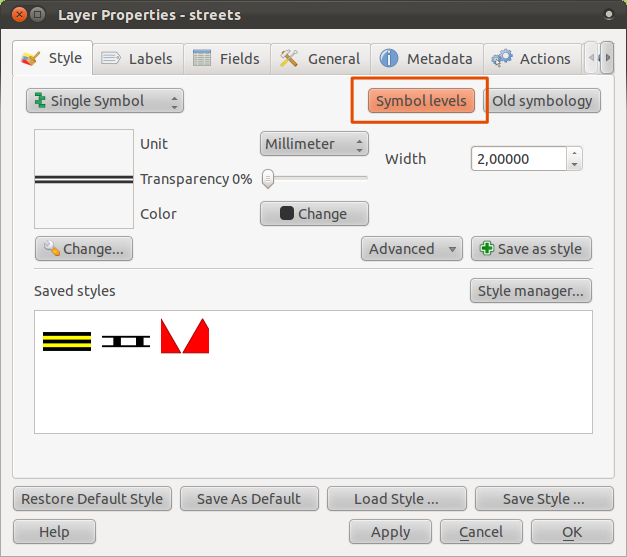 Layer Properties - streets
Style Labels Fields General Metadata Actions
Single Symbol Symbol levels Old symbology
Unit Millimeter Width 2,00000
Transparency 0%
Color Change
Change... Advanced Save as style
Saved styles Style manager...
Restore Default Style Save As Default Load Style ... Save Style ...
Help Apply Cancel OK